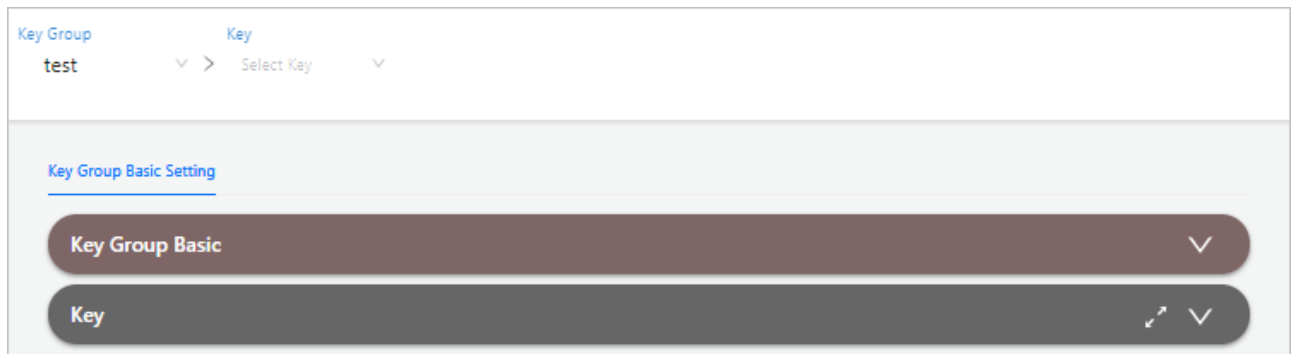 Key Group Key
test > Select Key
Key Group Basic Setting
Key Group Basic
Key